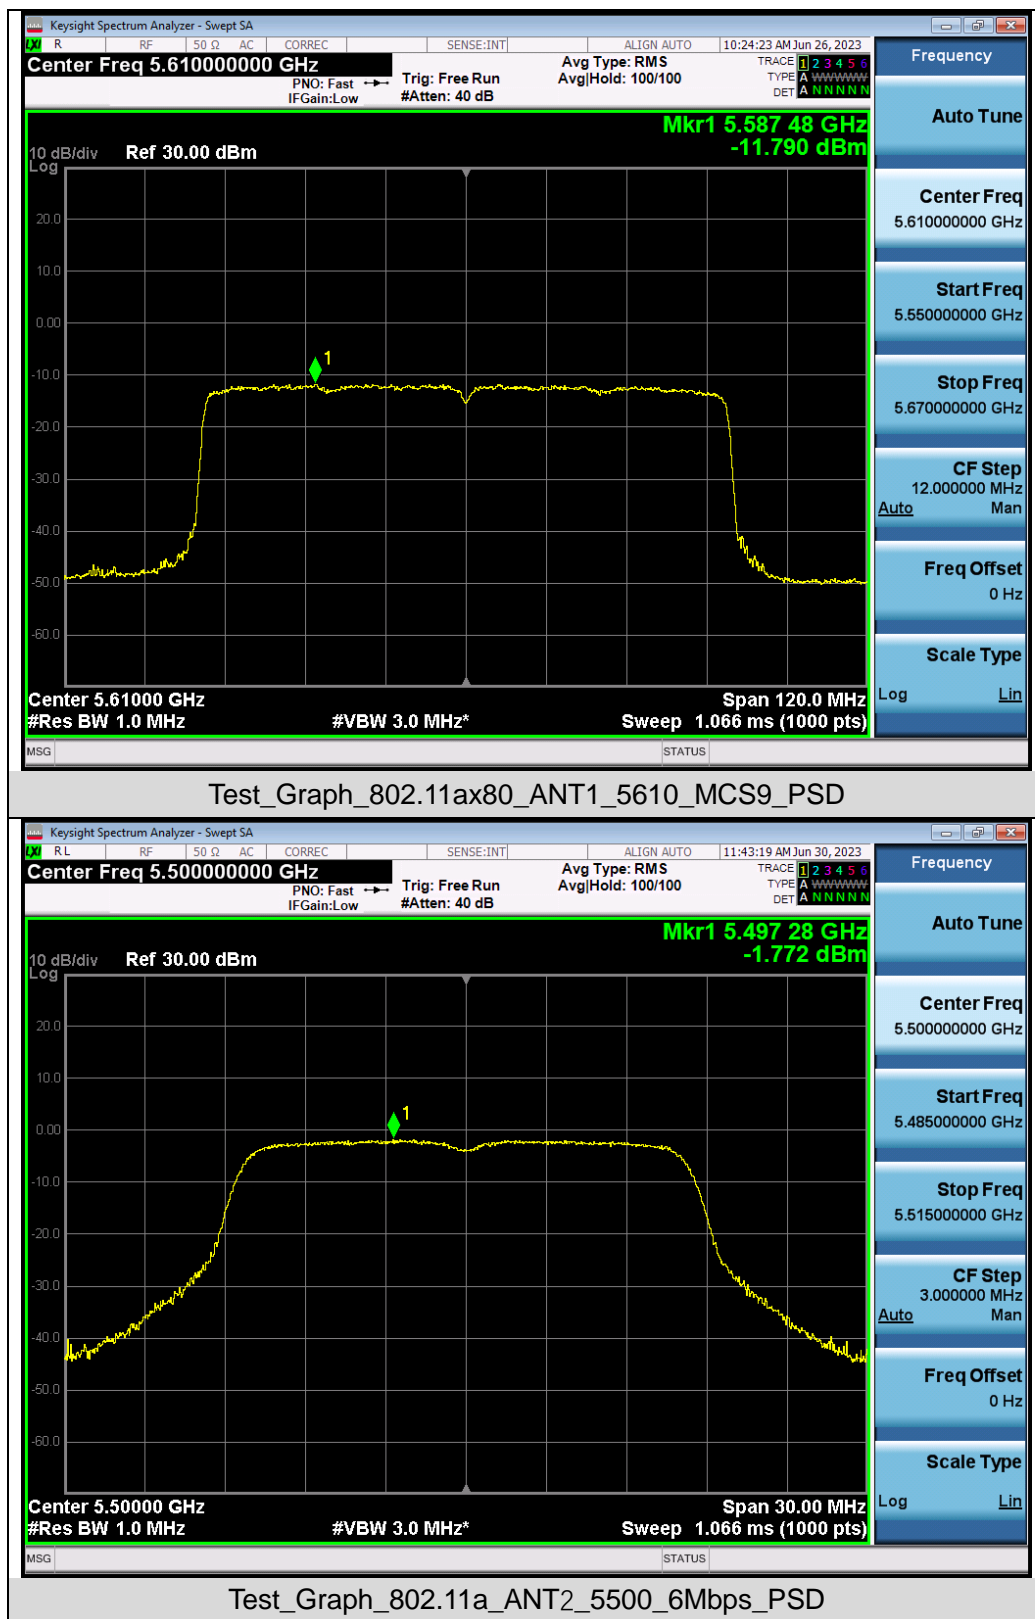 Keysight Spectrum Analyzer - Swept SA
LXI R RF 50 Ω AC CORREC SENSE:INT ALIGN AUTO 10:24:23 AM Jun 26, 2023
Center Freq 5.610000000 GHz
PNO: Fast
IFGain:Low
Trig: Free Run
#Atten: 40 dB
Avg Type: RMS
Avg|Hold: 100/100
TRACE 1 2 3 4 5 6
TYPE A WWWWW
DET A N N N N N
Mkr1 5.587 48 GHz
-11.790 dBm
10 dB/div Ref 30.00 dBm
Log
20.0
10.0
0.00
-10.0
-20.0
-30.0
-40.0
-50.0
-60.0
1
Center 5.61000 GHz Span 120.0 MHz
#Res BW 1.0 MHz #VBW 3.0 MHz* Sweep 1.066 ms (1000 pts)
MSG STATUS
Frequency
Auto Tune
Center Freq
5.610000000 GHz
Start Freq
5.550000000 GHz
Stop Freq
5.670000000 GHz
CF Step
12.000000 MHz
Auto Man
Freq Offset
0 Hz
Scale Type
Log Lin
Test_Graph_802.11ax80_ANT1_5610_MCS9_PSD
Keysight Spectrum Analyzer - Swept SA
LXI RL RF 50 Ω AC CORREC SENSE:INT ALIGN AUTO 11:43:19 AM Jun 30, 2023
Center Freq 5.500000000 GHz
PNO: Fast
IFGain:Low
Trig: Free Run
#Atten: 40 dB
Avg Type: RMS
Avg|Hold: 100/100
TRACE 1 2 3 4 5 6
TYPE A WWWWW
DET A N N N N N
Mkr1 5.497 28 GHz
-1.772 dBm
10 dB/div Ref 30.00 dBm
Log
20.0
10.0
0.00
-10.0
-20.0
-30.0
-40.0
-50.0
-60.0
1
Center 5.50000 GHz Span 30.00 MHz
#Res BW 1.0 MHz #VBW 3.0 MHz* Sweep 1.066 ms (1000 pts)
MSG STATUS
Frequency
Auto Tune
Center Freq
5.500000000 GHz
Start Freq
5.485000000 GHz
Stop Freq
5.515000000 GHz
CF Step
3.000000 MHz
Auto Man
Freq Offset
0 Hz
Scale Type
Log Lin
Test_Graph_802.11a_ANT2_5500_6Mbps_PSD